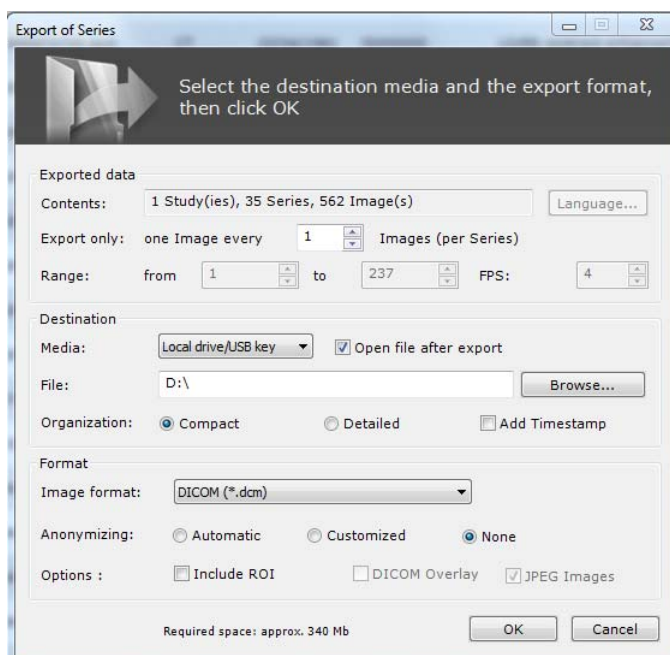 Export of Series
Select the destination media and the export format,
then click OK
Exported data
Contents: 1 Study(ies), 35 Series, 562 Image(s) Language...
Export only: one Image every 1 Images (per Series)
Range: from 1 to 237 FPS: 4
Destination
Media: Local drive/USB key Open file after export
File: D:\ Browse...
Organization: Compact Detailed Add Timestamp
Format
Image format: DICOM (*.dcm)
Anonymizing: Automatic Customized None
Options : Include ROI DICOM Overlay JPEG Images
Required space: approx. 340 Mb OK Cancel